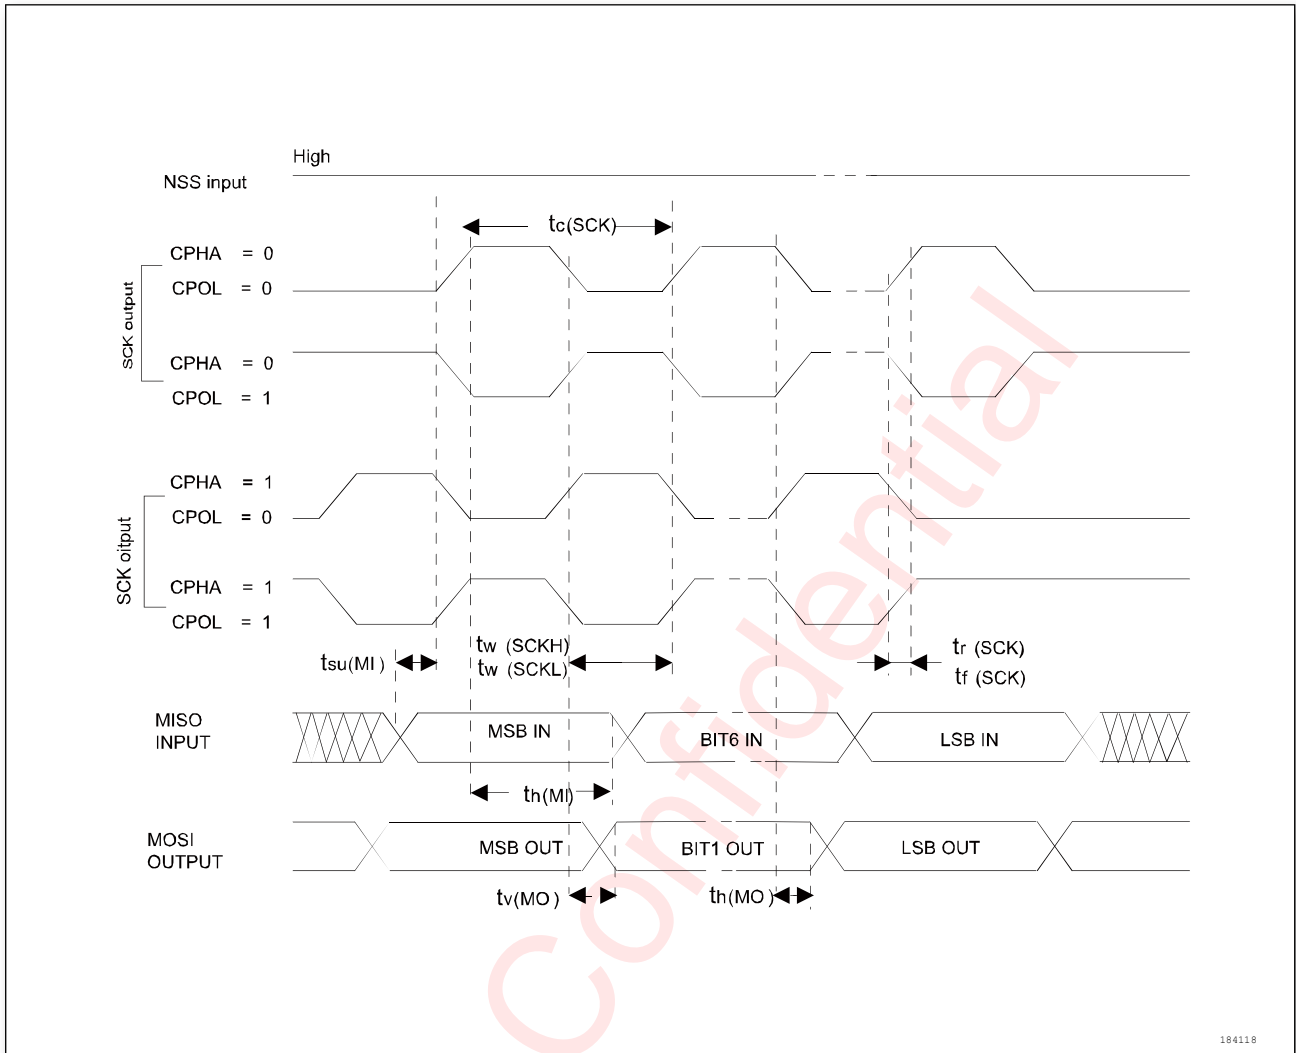 High
NSS input
tc(SCK)
CPHA = 0
CPOL = 0
SCK output
CPHA = 0
CPOL = 1
CPHA = 1
CPOL = 0
SCK oitput
CPHA = 1
CPOL = 1
tsu(MI)
tw (SCKH)
tw (SCKL)
tr (SCK)
tf (SCK)
MISO
INPUT
MSB IN
BIT6 IN
LSB IN
th(MI)
MOSI
OUTPUT
MSB OUT
BIT1 OUT
LSB OUT
tv(MO)
th(MO)
Confidential
184118